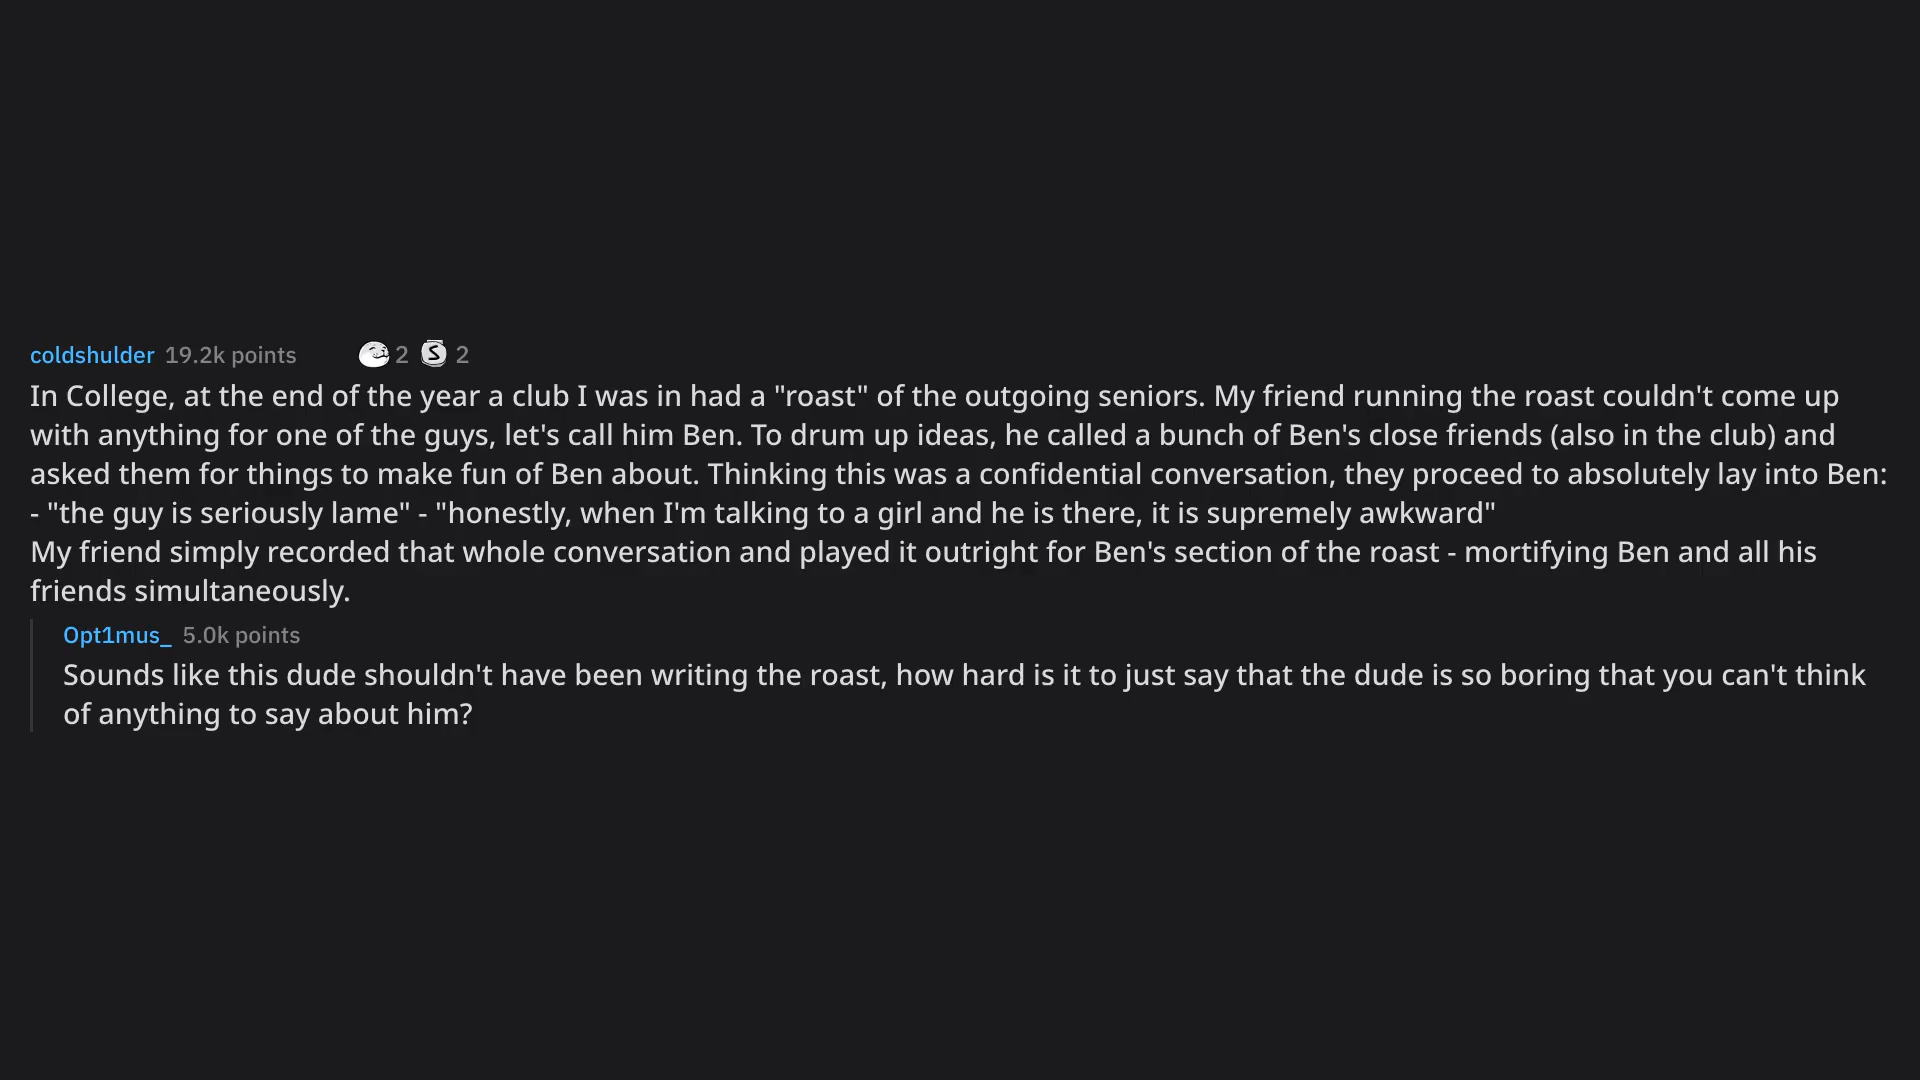 coldshulder 19.2k points 2 S 2
In College, at the end of the year a club I was in had a "roast" of the outgoing seniors. My friend running the roast couldn't come up
with anything for one of the guys, let's call him Ben. To drum up ideas, he called a bunch of Ben's close friends (also in the club) and
asked them for things to make fun of Ben about. Thinking this was a confidential conversation, they proceed to absolutely lay into Ben:
- "the guy is seriously lame" - "honestly, when I'm talking to a girl and he is there, it is supremely awkward"
My friend simply recorded that whole conversation and played it outright for Ben's section of the roast - mortifying Ben and all his
friends simultaneously.
Opt1mus_ 5.0k points
Sounds like this dude shouldn't have been writing the roast, how hard is it to just say that the dude is so boring that you can't think
of anything to say about him?